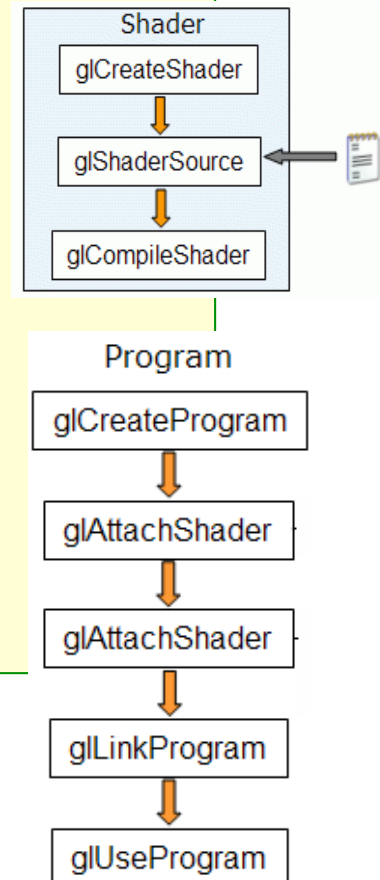 Shader
glCreateShader
glShaderSource
glCompileShader
Program
glCreateProgram
glAttachShader
glAttachShader
glLinkProgram
glUseProgram